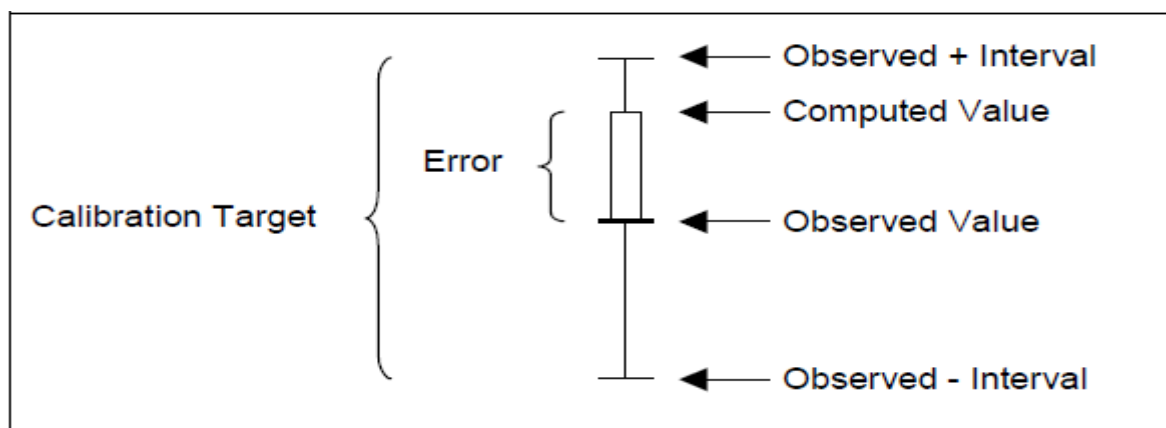 Observed + Interval
Computed Value
Error
Calibration Target
Observed Value
Observed - Interval